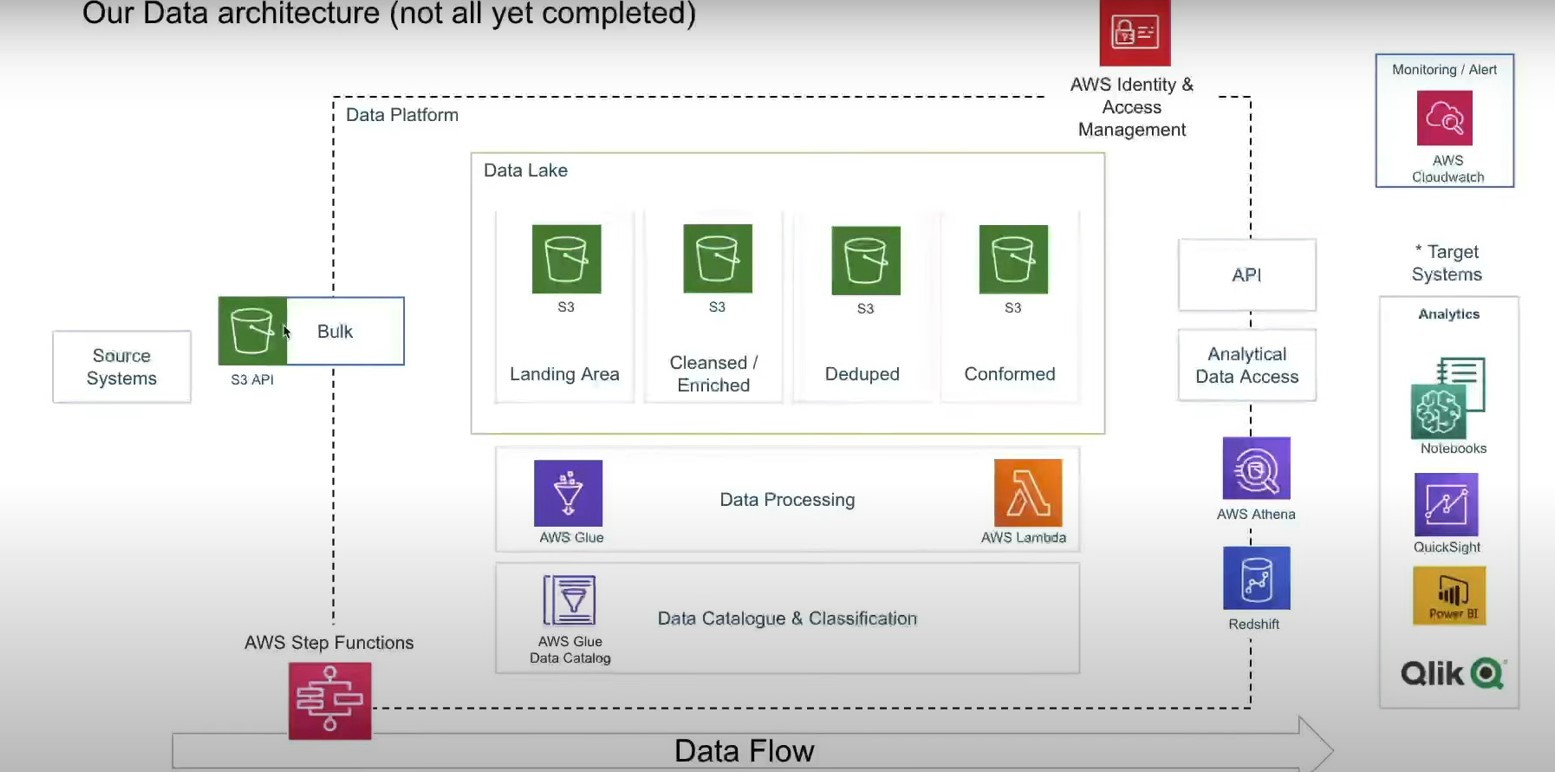 Our Data architecture (not all yet completed)
AWS Identity &
Access
Management
Monitoring / Alert
AWS
Cloudwatch
Data Platform
Data Lake
S3
S3
S3
S3
Landing Area
Cleansed /
Enriched
Deduped
Conformed
Source
Systems
Bulk
S3 API
API
Analytical
Data Access
* Target
Systems
Analytics
Notebooks
QuickSight
Power BI
Qlik
AWS Glue
Data Processing
AWS Lambda
AWS Athena
Redshift
AWS Glue
Data Catalog
Data Catalogue & Classification
AWS Step Functions
Data Flow